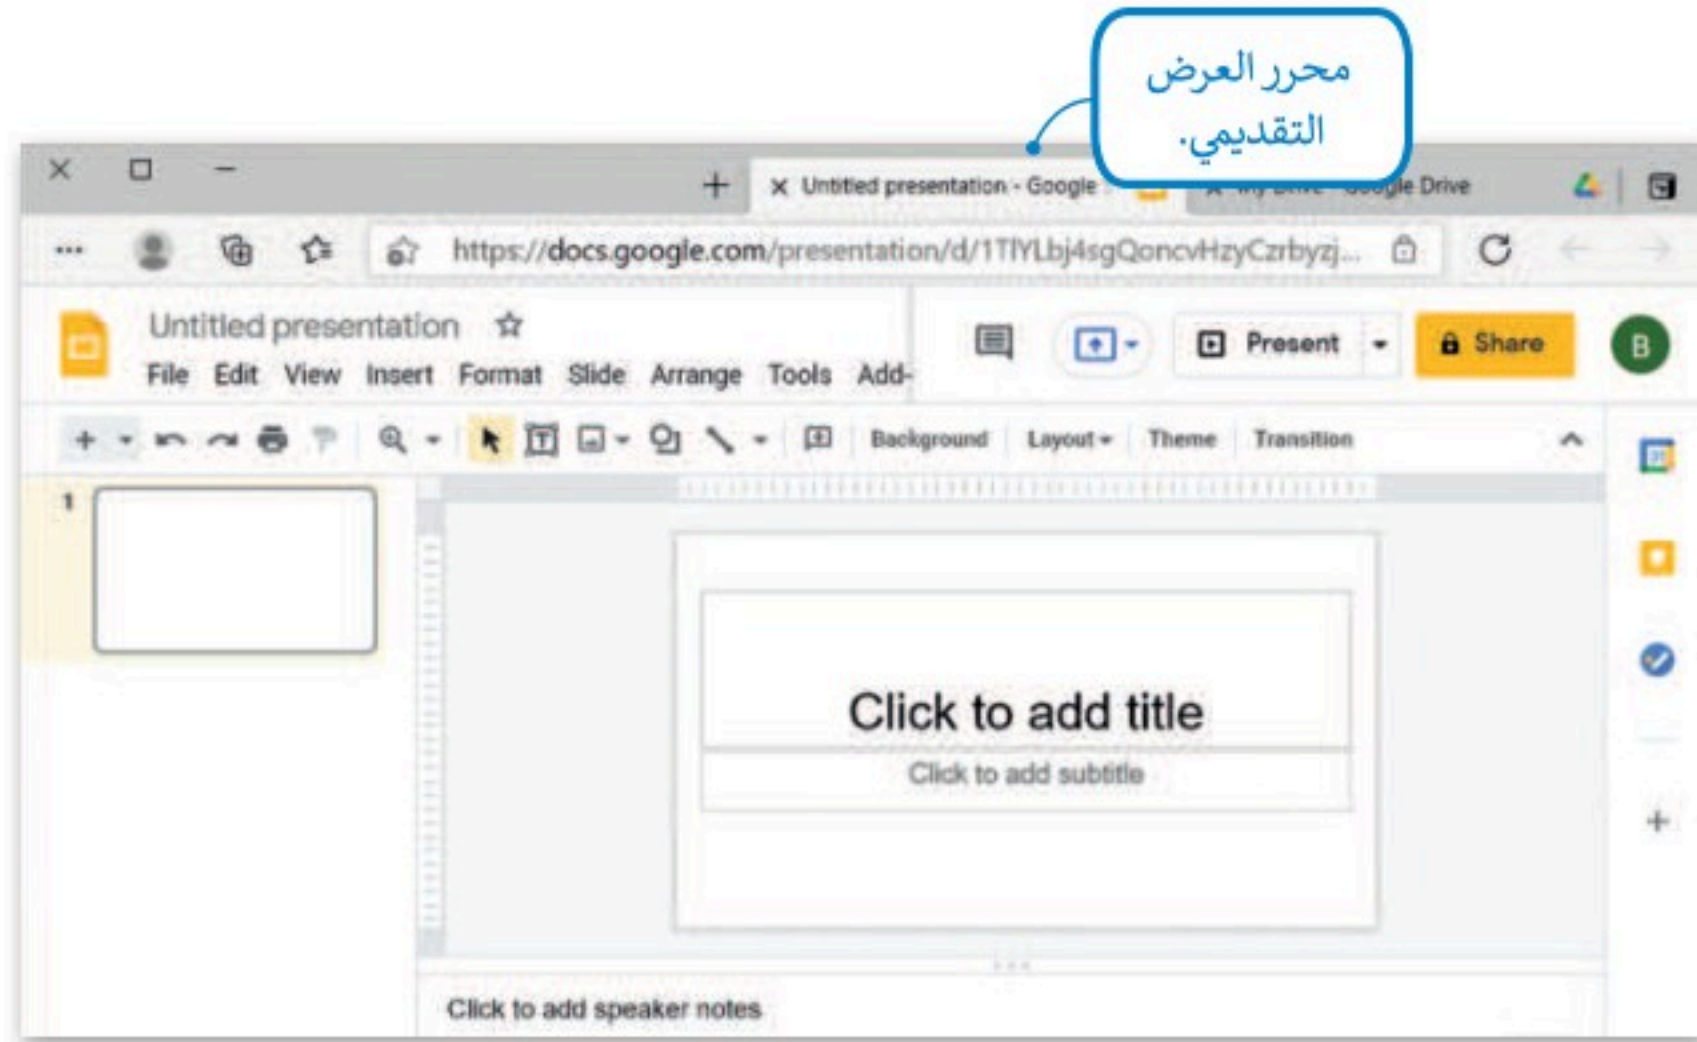 محرر العرض
التقديمي.
Untitled presentation - Google
Google Drive
https://docs.google.com/presentation/d/1TlYLbj4sgQoncvHzyCzrbyzj...
Untitled presentation
Present
Share
B
File Edit View Insert Format Slide Arrange Tools Add-
Background Layout Theme Transition
31
1
Click to add title
Click to add subtitle
Click to add speaker notes